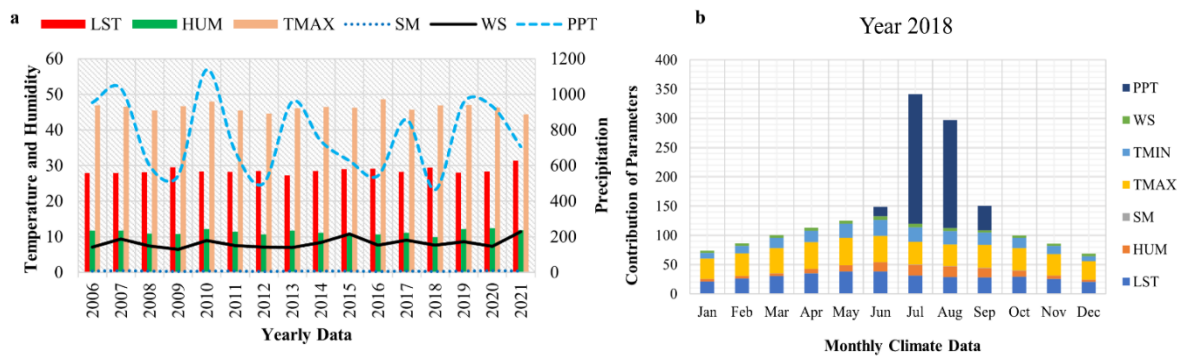 a
LST HUM TMAX SM WS PPT
60
50
40
30
20
10
0
1200
1000
800
600
400
200
0
Temperature and Humidity
Precipitation
2006 2007 2008 2009 2010 2011 2012 2013 2014 2015 2016 2017 2018 2019 2020 2021
Yearly Data
b
Year 2018
400
350
300
250
200
150
100
50
0
Contribution of Parameters
Jan Feb Mar Apr May Jun Jul Aug Sep Oct Nov Dec
Monthly Climate Data
PPT
WS
TMIN
TMAX
SM
HUM
LST